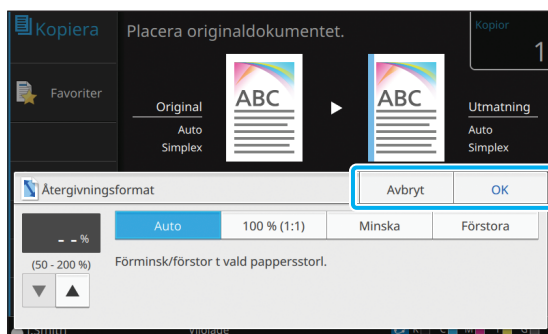 Kopiera
Placera originaldokumentet.
Kopior
1
Favoriter
Original
Auto
Simplex
ABC
ABC
Utmatning
Auto
Simplex
Återgivningsformat
Avbryt
OK
- - %
(50 - 200 %)
Auto
100 % (1:1)
Minska
Förstora
Förminsk/förstor t vald pappersstorl.